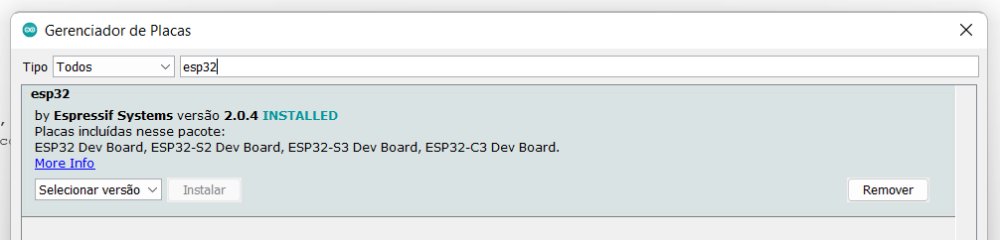 Gerenciador de Placas
Tipo Todos esp32
esp32
by Espressif Systems versão 2.0.4 INSTALLED
Placas incluídas nesse pacote:
ESP32 Dev Board, ESP32-S2 Dev Board, ESP32-S3 Dev Board, ESP32-C3 Dev Board.
More Info
Selecionar versão Instalar Remover